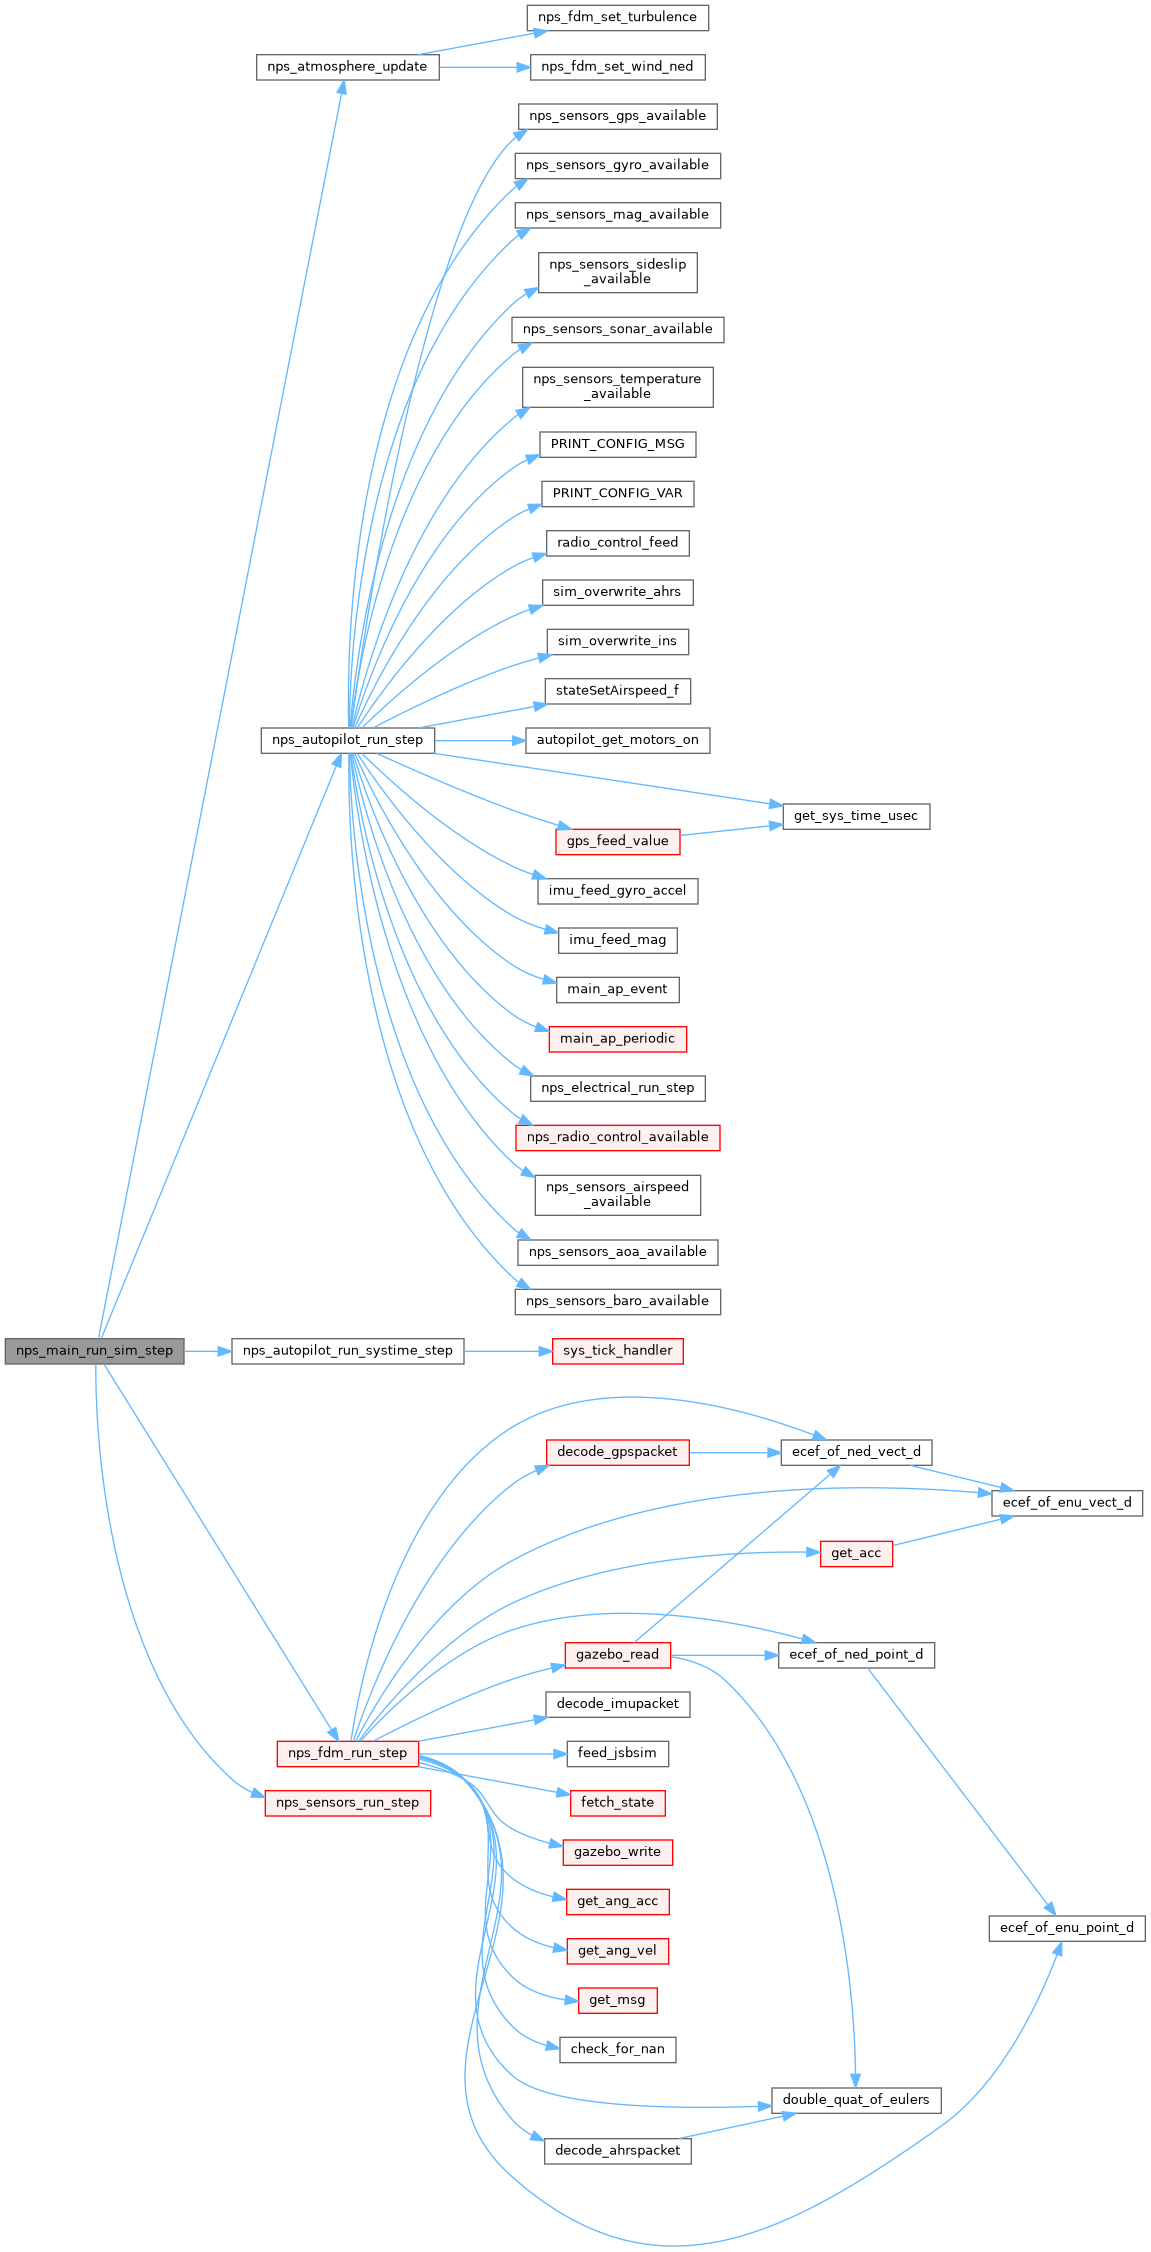 nps_fdm_set_turbulence
nps_atmosphere_update
nps_fdm_set_wind_ned
nps_sensors_gps_available
nps_sensors_gyro_available
nps_sensors_mag_available
nps_sensors_sideslip
_available
nps_sensors_sonar_available
nps_sensors_temperature
_available
PRINT_CONFIG_MSG
PRINT_CONFIG_VAR
radio_control_feed
sim_overwrite_ahrs
sim_overwrite_ins
stateSetAirspeed_f
nps_autopilot_run_step
autopilot_get_motors_on
get_sys_time_usec
gps_feed_value
imu_feed_gyro_accel
imu_feed_mag
main_ap_event
main_ap_periodic
nps_electrical_run_step
nps_radio_control_available
nps_sensors_airspeed
_available
nps_sensors_aoa_available
nps_sensors_baro_available
nps_main_run_sim_step
nps_autopilot_run_systime_step
sys_tick_handler
decode_gpspacket
ecef_of_ned_vect_d
ecef_of_enu_vect_d
get_acc
gazebo_read
ecef_of_ned_point_d
decode_imupacket
nps_fdm_run_step
feed_jsbsim
nps_sensors_run_step
fetch_state
gazebo_write
get_ang_acc
ecef_of_enu_point_d
get_ang_vel
get_msg
check_for_nan
double_quat_of_eulers
decode_ahrspacket